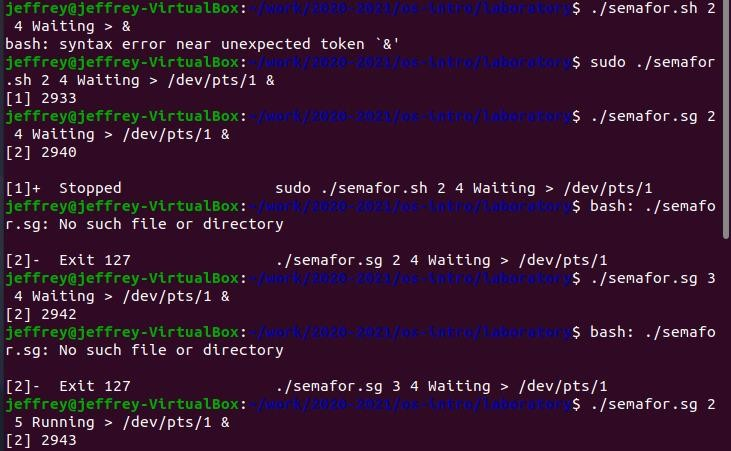 jeffrey@jeffrey-VirtualBox:~/work/2020-2021/os-intro/laboratory$ ./semafor.sh 2
 4 Waiting > &
bash: syntax error near unexpected token `&'
jeffrey@jeffrey-VirtualBox:~/work/2020-2021/os-intro/laboratory$ sudo ./semafor
.sh 2 4 Waiting > /dev/pts/1 &
[1] 2933
jeffrey@jeffrey-VirtualBox:~/work/2020-2021/os-intro/laboratory$ ./semafor.sg 2
 4 Waiting > /dev/pts/1 &
[2] 2940
[1]+  Stopped                 sudo ./semafor.sh 2 4 Waiting > /dev/pts/1
jeffrey@jeffrey-VirtualBox:~/work/2020-2021/os-intro/laboratory$ bash: ./semafo
r.sg: No such file or directory
[2]-  Exit 127                ./semafor.sg 2 4 Waiting > /dev/pts/1
jeffrey@jeffrey-VirtualBox:~/work/2020-2021/os-intro/laboratory$ ./semafor.sg 3
 4 Waiting > /dev/pts/1 &
[2] 2942
jeffrey@jeffrey-VirtualBox:~/work/2020-2021/os-intro/laboratory$ bash: ./semafo
r.sg: No such file or directory
[2]-  Exit 127                ./semafor.sg 3 4 Waiting > /dev/pts/1
jeffrey@jeffrey-VirtualBox:~/work/2020-2021/os-intro/laboratory$ ./semafor.sg 2
 5 Running > /dev/pts/1 &
[2] 2943